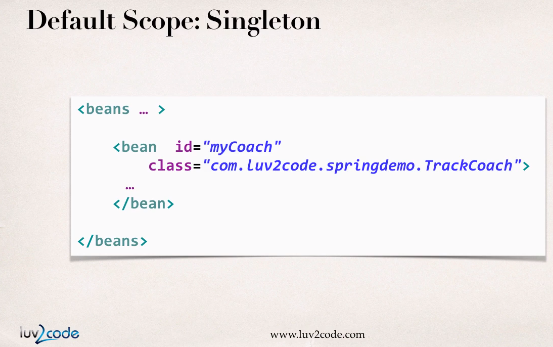 Default Scope: Singleton
<beans … >
<bean id="myCoach"
class="com.luv2code.springdemo.TrackCoach">
…
</bean>
</beans>
luv2code
www.luv2code.com